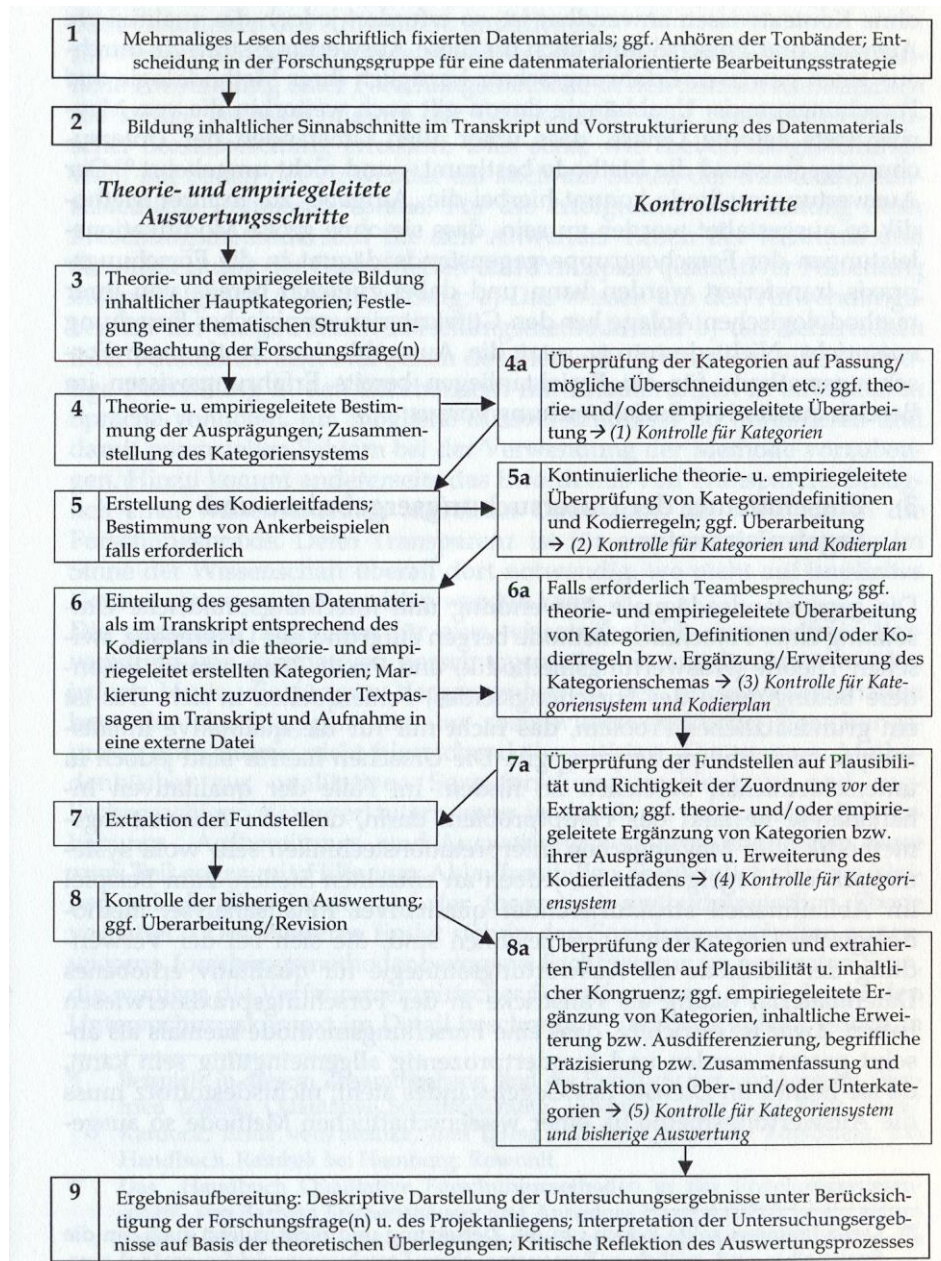 1
Mehrmaliges Lesen des schriftlich fixierten Datenmaterials; ggf. Anhören der Tonbänder; Ent-
scheidung in der Forschungsgruppe für eine datenmaterialorientierte Bearbeitungsstrategie
2
Bildung inhaltlicher Sinnabschnitte im Transkript und Vorstrukturierung des Datenmaterials
Theorie- und empiriegeleitete
Auswertungsschritte
Kontrollschritte
3
Theorie- u. empiriegeleitete Bildung
inhaltlicher Hauptkategorien; Festle-
gung einer thematischen Struktur un-
ter Beachtung der Forschungsfrage(n)
4a
Überprüfung der Kategorien auf Passung/
mögliche Überschneidungen etc.; ggf. theo-
rie- und/oder empiriegeleitete Überarbei-
tung → (1) Kontrolle für Kategorien
4
Theorie- u. empiriegeleitete Bestim-
mung der Ausprägungen; Zusammen-
stellung des Kategoriensystems
5a
Kontinuierliche theorie- u. empiriegeleitete
Überprüfung von Kategoriendefinitionen
und Kodierregeln; ggf. Überarbeitung
→ (2) Kontrolle für Kategorien und Kodierplan
5
Erstellung des Kodierleitfadens;
Bestimmung von Ankerbeispielen
falls erforderlich
6a
Falls erforderlich Teambesprechung; ggf.
theorie- und/oder empiriegeleitete Überarbeitung
von Kategorien, Definitionen und/oder Ko-
dierregeln bzw. Ergänzung/Erweiterung des
Kategorienschemas → (3) Kontrolle für Kate-
goriensystem und Kodierplan
6
Einteilung des gesamten Datenmateri-
als im Transkript entsprechend des
Kodierplans in die theorie- und empi-
riegeleitet erstellten Kategorien; Mar-
kierung nicht zuzuordnender Textaus-
sagen im Transkript und Aufnahme in
eine externe Datei
7a
Überprüfung der Fundstellen auf Plausibili-
tät und Richtigkeit der Zuordnung vor der
Extraktion; ggf. theorie- und/oder empirie-
geleitete Ergänzung von Kategorien bzw.
ihrer Ausprägungen u. Erweiterung des
Kodierleitfadens → (4) Kontrolle für Kategori-
ensystem
7
Extraktion der Fundstellen
8
Kontrolle der bisherigen Auswertung;
ggf. Überarbeitung/Revision
8a
Überprüfung der Kategorien und extrahier-
ten Fundstellen auf Plausibilität u. inhaltli-
cher Kongruenz; ggf. empiriegeleitete Er-
gänzung von Kategorien, inhaltliche Erwei-
terung bzw. Ausdifferenzierung, begriffliche
Präzisierung bzw. Zusammenfassung und
Abstraktion von Ober- und/oder Unterkate-
gorien → (5) Kontrolle für Kategoriensystem
und bisherige Auswertung
9
Ergebnisaufbereitung: Deskriptive Darstellung der Untersuchungsergebnisse unter Berücksich-
tigung der Forschungsfrage(n) u. des Projektanliegens; Interpretation der Untersuchungsergeb-
nisse auf Basis der theoretischen Überlegungen; Kritische Reflektion des Auswertungsprozesses